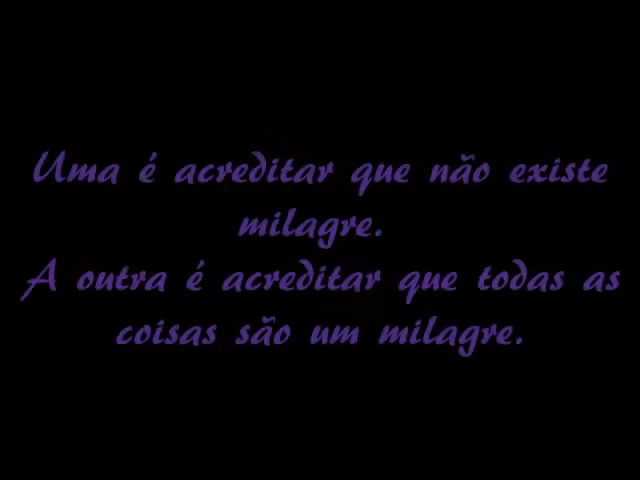 Uma é acreditar que não existe
milagre.
A outra é acreditar que todas as
coisas são um milagre.